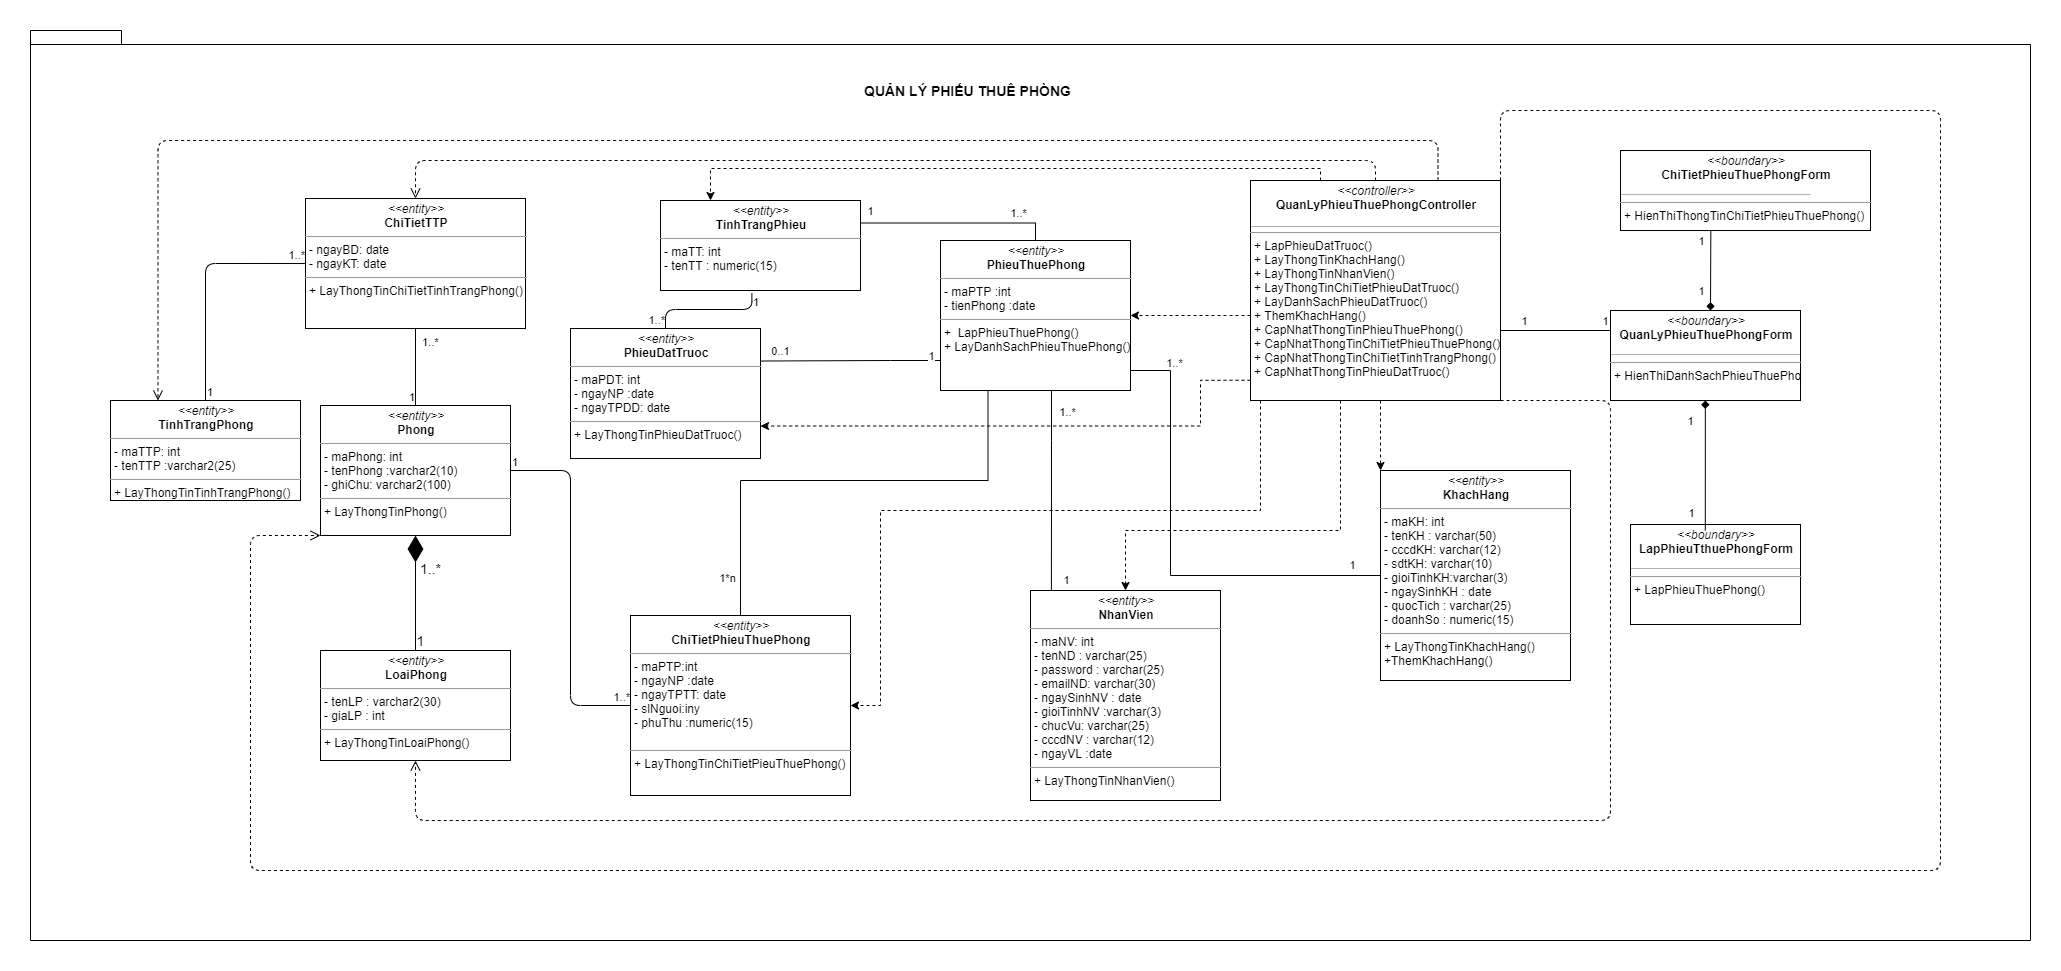 QUẢN LÝ PHIẾU THUÊ PHÒNG
<<entity>>
ChiTietTTP
- ngayBD: date
- ngayKT: date
+ LayThongTinChiTietTinhTrangPhong()
1..*
1..*
1
1
<<entity>>
TinhTrangPhong
- maTTP: int
- tenTTP :varchar2(25)
+ LayThongTinTinhTrangPhong()
<<entity>>
Phong
- maPhong: int
- tenPhong :varchar2(10)
- ghiChu: varchar2(100)
+ LayThongTinPhong()
1
1..*
1
<<entity>>
LoaiPhong
- tenLP : varchar2(30)
- giaLP : int
+ LayThongTinLoaiPhong()
<<entity>>
TinhTrangPhieu
- maTT: int
- tenTT : numeric(15)
1
1..*
1
1..*
<<entity>>
PhieuDatTruoc
- maPDT: int
- ngayNP :date
- ngayTPDD: date
+ LayThongTinPhieuDatTruoc()
0..1
1
<<entity>>
PhieuThuePhong
- maPTP :int
- tienPhong :date
+ LapPhieuThuePhong()
+ LayDanhSachPhieuThuePhong()
1..*
1..*
1*n
1..*
<<entity>>
ChiTietPhieuThuePhong
- maPTP:int
- ngayNP :date
- ngayTPTT: date
- slNguoi:iny
- phuThu :numeric(15)
+ LayThongTinChiTietPieuThuePhong()
1
<<entity>>
NhanVien
- maNV: int
- tenND : varchar(25)
- password : varchar(25)
- emailND: varchar(30)
- ngaySinhNV : date
- gioiTinhNV :varchar(3)
- chucVu: varchar(25)
- cccdNV : varchar(12)
- ngayVL :date
+ LayThongTinNhanVien()
<<controller>>
QuanLyPhieuThuePhongController
+ LapPhieuDatTruoc()
+ LayThongTinKhachHang()
+ LayThongTinNhanVien()
+ LayThongTinChiTietPhieuDatTruoc()
+ LayDanhSachPhieuDatTruoc()
+ ThemKhachHang()
+ CapNhatThongTinPhieuThuePhong()
+ CapNhatThongTinChiTietPhieuThuePhong()
+ CapNhatThongTinChiTietTinhTrangPhong()
+ CapNhatThongTinPhieuDatTruoc()
1
<<entity>>
KhachHang
- maKH: int
- tenKH : varchar(50)
- cccdKH: varchar(12)
- sdtKH: varchar(10)
- gioiTinhKH:varchar(3)
- ngaySinhKH : date
- quocTich : varchar(25)
- doanhSo : numeric(15)
+ LayThongTinKhachHang()
+ThemKhachHang()
<<boundary>>
ChiTietPhieuThuePhongForm
+ HienThiThongTinChiTietPhieuThuePhong()
1
1
1
1
<<boundary>>
QuanLyPhieuThuePhongForm
+ HienThiDanhSachPhieuThuePho
1
1
<<boundary>>
LapPhieuTthuePhongForm
+ LapPhieuThuePhong()